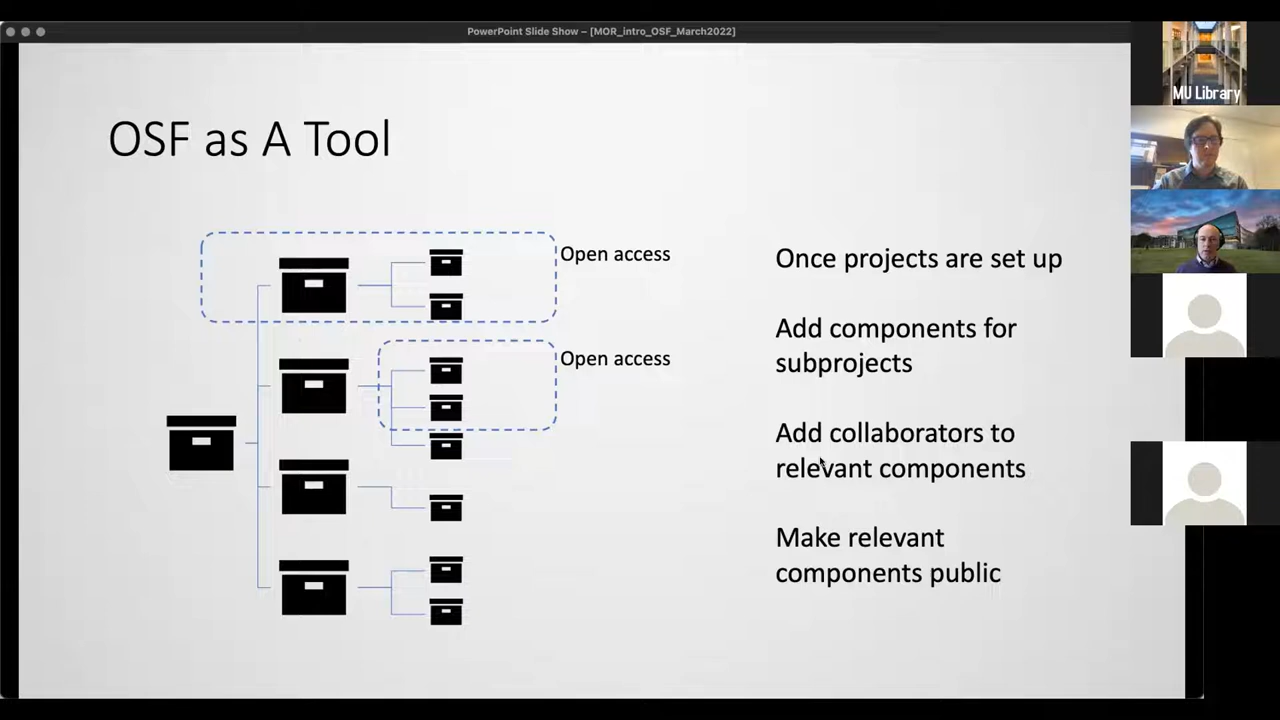 PowerPoint Slide Show – [MOR_intro_OSF_March2022]
MU Library
OSF as A Tool
Open access
Open access
Once projects are set up
Add components for
subprojects
Add collaborators to
relevant components
Make relevant
components public